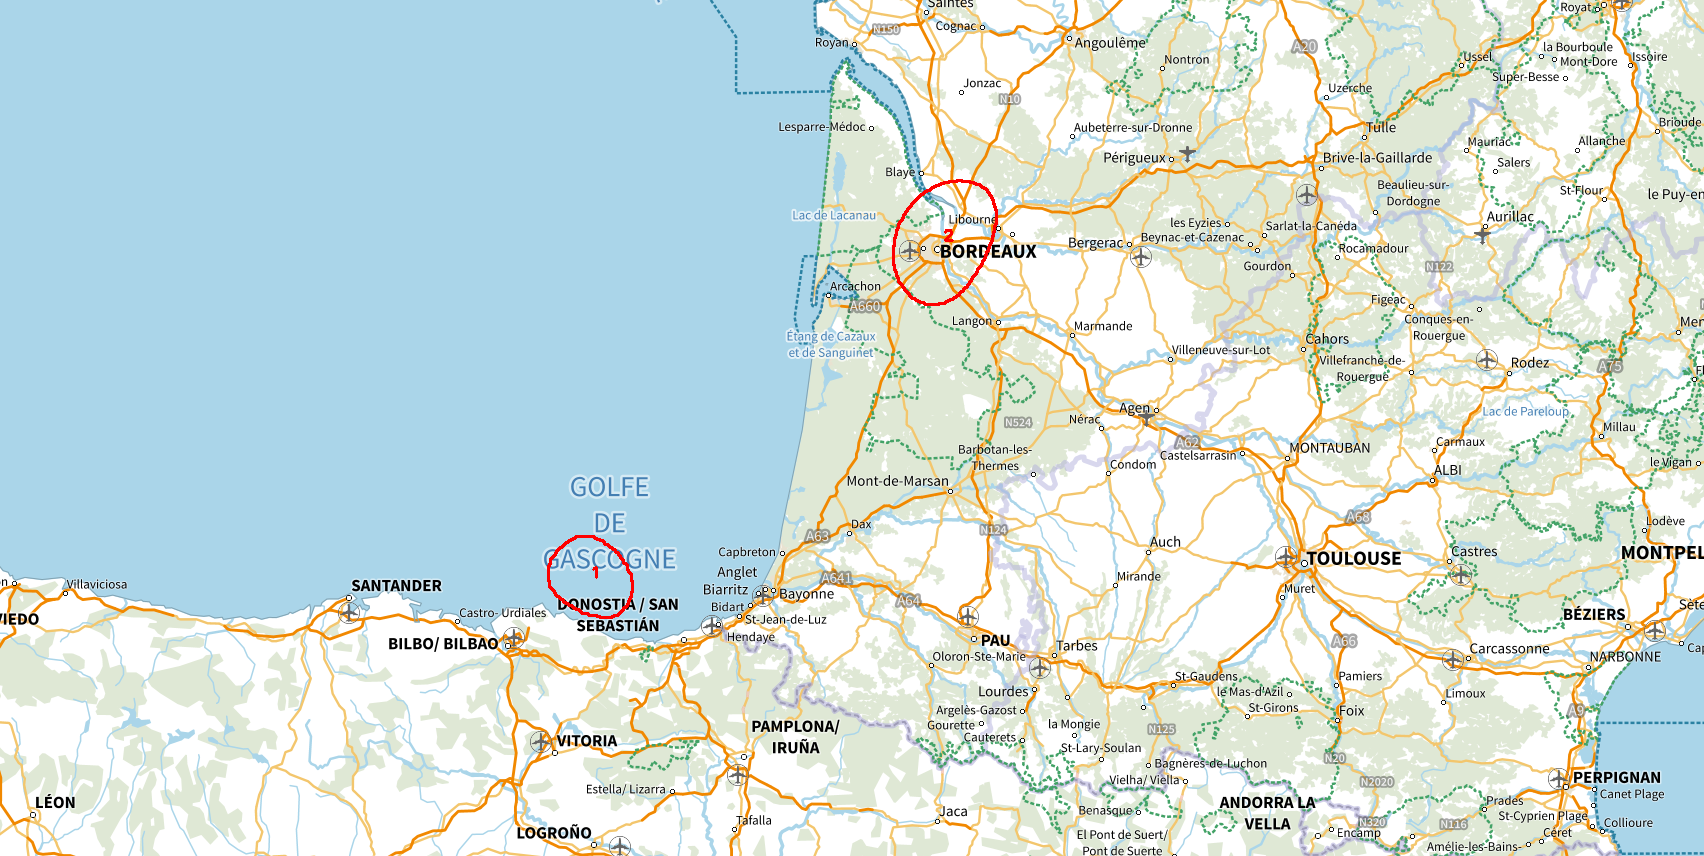 Saintes
Cognac
N150
Royan
Angoulême
A20
Royat
Ussel
la Bourboule
Mont-Dore
Issoire
Super-Besse
Nontron
Jonzac
N10
Uzerche
Lesparre-Médoc
Aubeterre-sur-Dronne
Tulle
Brioude
Mauriac
Allanche
Périgueux
Brive-la-Gaillarde
Salers
Blaye
Beaulieu-sur-
Dordogne
St-Flour
le Puy-en
Lac de Lacanau
Libourne
2
les Eyzies
Sarlat-la-Canéda
Aurillac
BORDEAUX
Bergerac
Beynac-et-Cazenac
Rocamadour
Gourdon
N122
Arcachon
A660
Figeac
Conques-en-
Rouergue
Langon
Marmande
Men
Étang de Cazaux
et de Sanguinet
Cahors
Villeneuve-sur-Lot
Villefranche-de-
Rouergue
Rodez
A75
Fl
Agen
Nérac
N524
Lac de Pareloup
Millau
A62
Barbotan-les-
Thermes
Castelsarrasin
MONTAUBAN
Carmaux
Condom
ALBI
le Vigan
GOLFE
DE
GASCOGNE
1
Mont-de-Marsan
A63
Dax
N124
A68
Lodève
Auch
Capbreton
TOULOUSE
Castres
MONTPEL
Anglet
Biarritz
Bayonne
A641
A64
Mirande
Muret
Villaviciosa
SANTANDER
Castro- Urdiales
DONOSTIA / SAN
SEBASTIÁN
Bidart
St-Jean-de-Luz
Hendaye
VIEDO
BILBO/ BILBAO
BÉZIERS
Sète
PAU
Tarbes
A66
Oloron-Ste-Marie
Carcassonne
NARBONNE
Cap
St-Gaudens
Pamiers
Lourdes
le Mas-d'Azil
Limoux
Argelès-Gazost
St-Girons
Foix
A9
Gourette
la Mongie
Cauterets
N125
PAMPLONA/
IRUÑA
VITORIA
St-Lary-Soulan
Bagnères-de-Luchon
N20
Vielha/ Viella
N2020
PERPIGNAN
Estella/ Lizarra
Canet Plage
LÉON
Jaca
Benasque
ANDORRA LA
VELLA
Prades
St-Cyprien Plage
Tafalla
N320
N116
Collioure
LOGROÑO
El Pont de Suert/
Pont de Suerte
Encamp
Céret
Amélie-les-Bains-